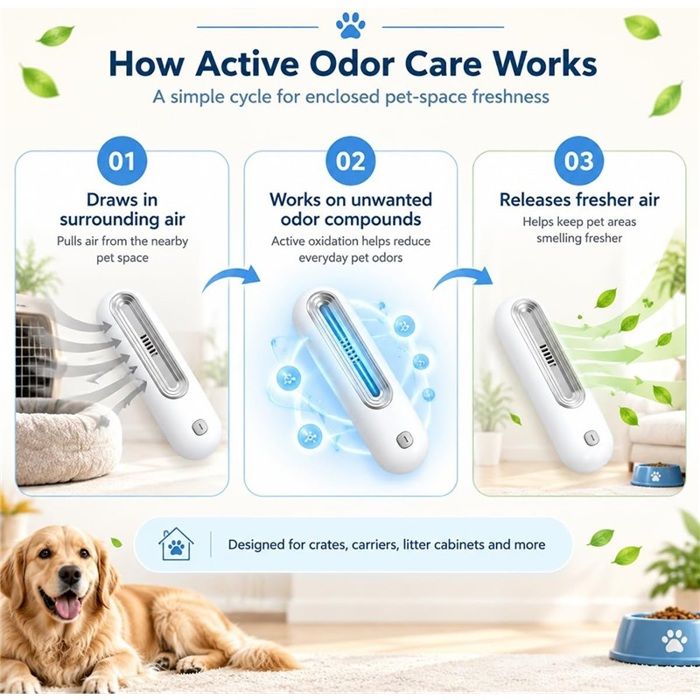 How Active Odor Care Works
A simple cycle for enclosed pet-space freshness
01
Draws in
surrounding air
Pulls air from the nearby
pet space
02
Works on unwanted
odor compounds
Active oxidation helps reduce
everyday pet odors
03
Releases fresher air
Helps keep pet areas
smelling fresher
Designed for crates, carriers, litter cabinets and more